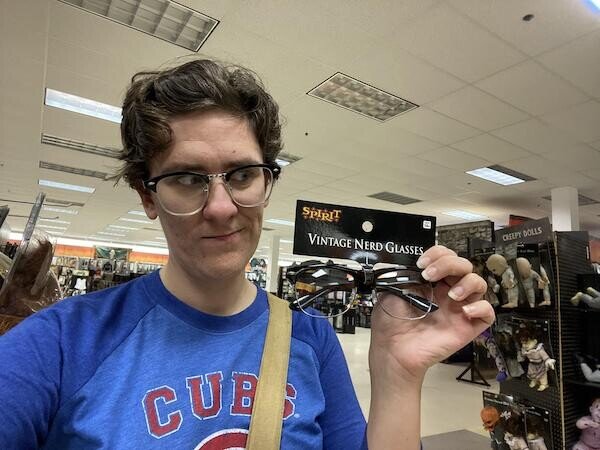 SPIRIT
VINTAGE NERD GLASSES
CREEPY DOLLS
CUBS